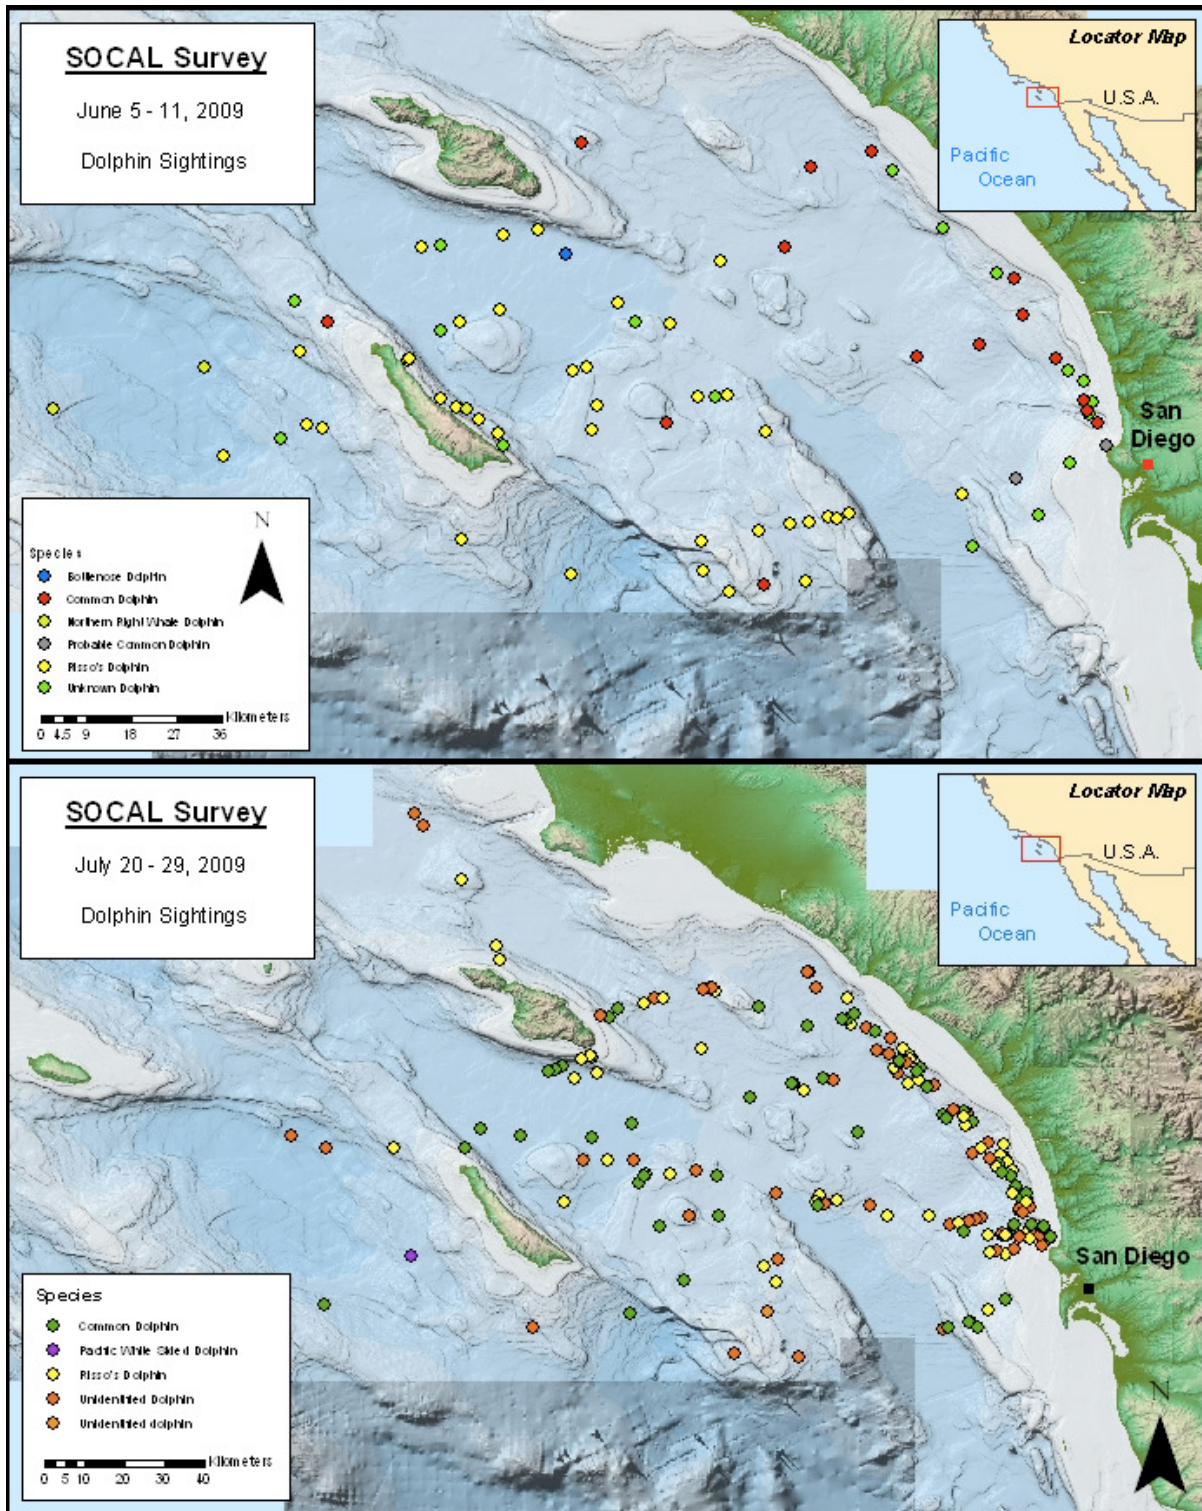 SOCAL Survey
June 5 - 11, 2009
Dolphin Sightings
Locator Map
U.S.A.
Pacific
Ocean
San
Diego
N
Species
Bottlenose Dolphin
Common Dolphin
Northern Right Whale Dolphin
Probable Common Dolphin
Risso's Dolphin
Unknown Dolphin
Kilometers
0 4.5 9 18 27 36
SOCAL Survey
July 20 - 29, 2009
Dolphin Sightings
Locator Map
U.S.A.
Pacific
Ocean
San Diego
Species
Common Dolphin
Pacific White Sided Dolphin
Risso's Dolphin
Unidentified Dolphin
Unidentified dolphin
Kilometers
0 5 10 20 30 40
N